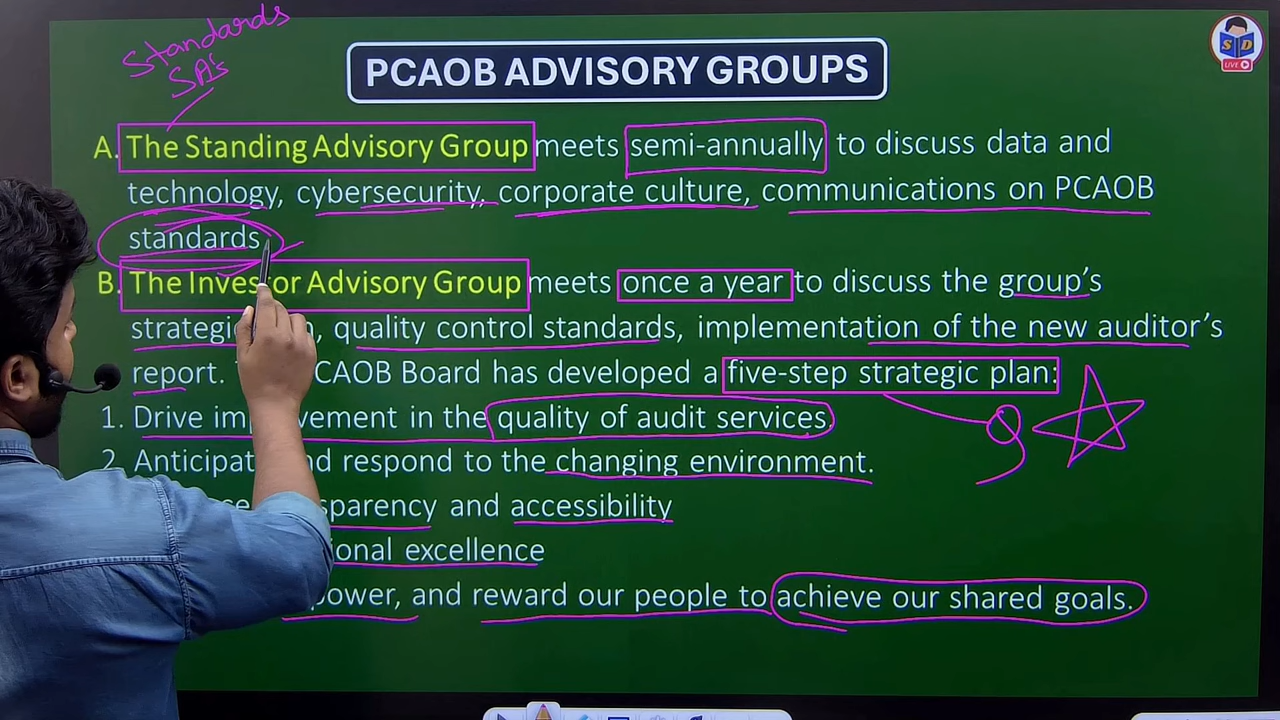 Standards
SA's
PCAOB ADVISORY GROUPS
S D
LIVE
A. The Standing Advisory Group meets semi-annually to discuss data and
technology, cybersecurity, corporate culture, communications on PCAOB
standards
B. The Investor Advisory Group meets once a year to discuss the group's
strategic , quality control standards, implementation of the new auditor's
report. CAOB Board has developed a five-step strategic plan:
1. Drive im vement in the quality of audit services.
2 Anticipat nd respond to the changing environment.
sparency and accessibility
ional excellence
power, and reward our people to achieve our shared goals.